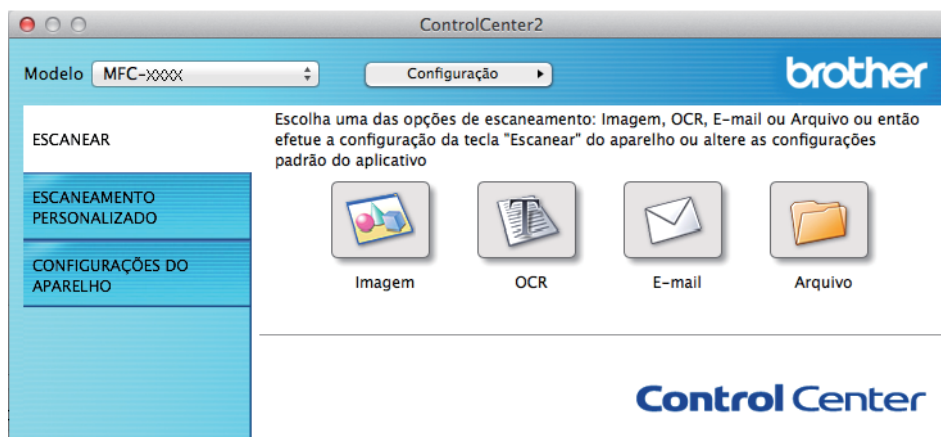 ControlCenter2
Modelo MFC-xxxx Configuração brother
ESCANEAR
Escolha uma das opções de escaneamento: Imagem, OCR, E-mail ou Arquivo ou então
efetue a configuração da tecla "Escanear" do aparelho ou altere as configurações
padrão do aplicativo
ESCANEAMENTO
PERSONALIZADO
CONFIGURAÇÕES DO
APARELHO
Imagem OCR E-mail Arquivo
Control Center